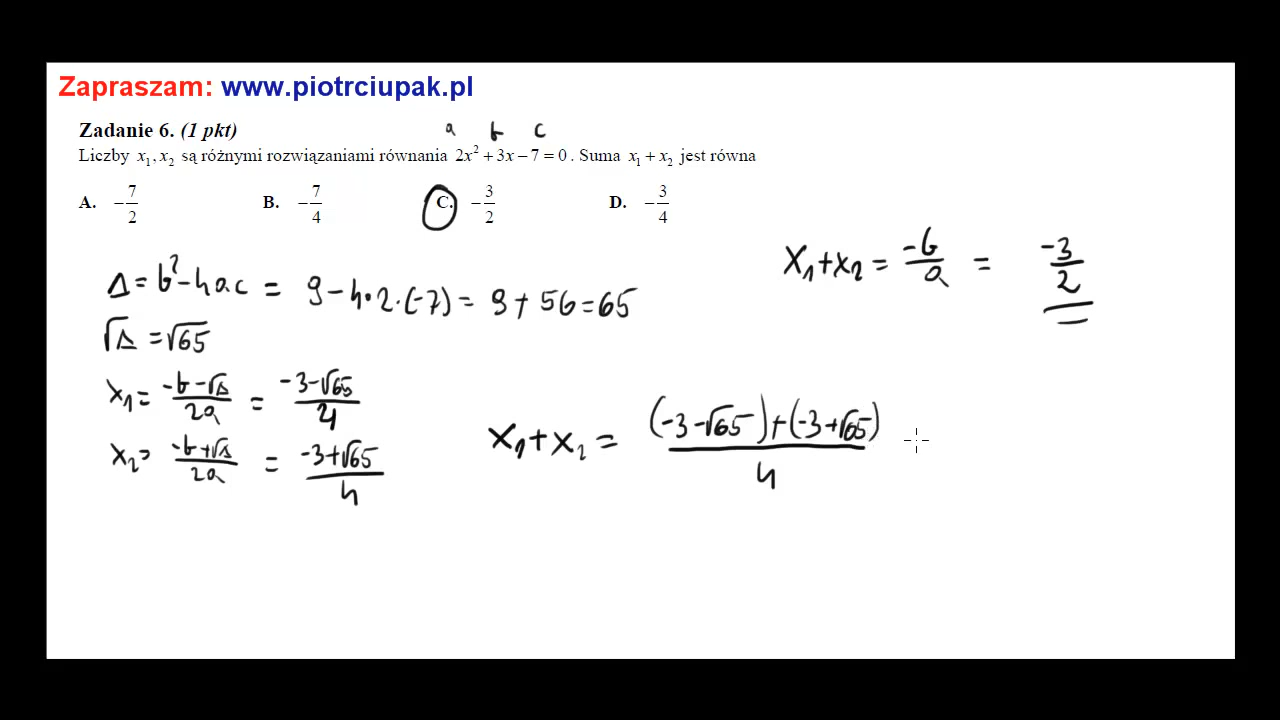 Zapraszam: www.piotrciupak.pl
Zadanie 6. (1 pkt)
a b c
Liczby x₁, x₂ są różnymi rozwiązaniami równania 2x² + 3x − 7 = 0 . Suma x₁ + x₂ jest równa
A. −7/2 B. −7/4 C. −3/2 D. −3/4
x₁+x₂ = -b/a = -3/2
Δ = b² - 4ac = 9 - 4·2·(-7) = 9 + 56 = 65
√Δ = √65
x₁ = -b-√Δ/2a = -3-√65/4
x₂ = -b+√Δ/2a = -3+√65/4
x₁+x₂ = (-3-√65)+(-3+√65)/4